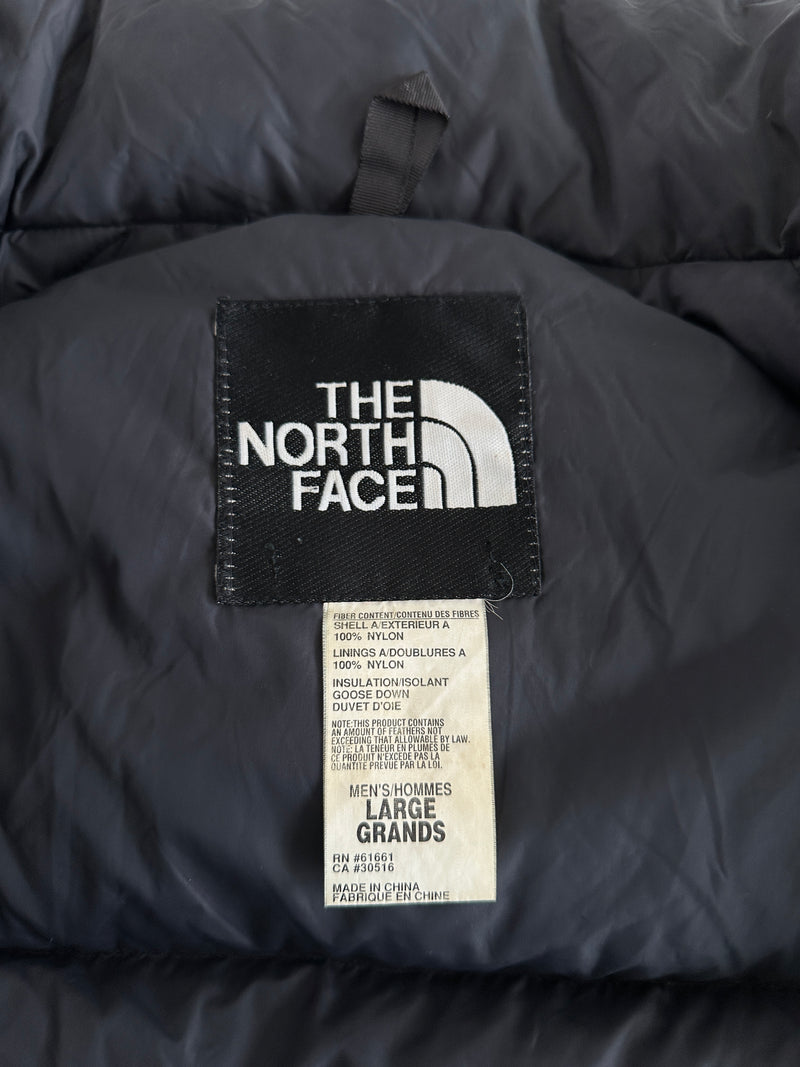 THE
NORTH
FACE
FIBER CONTENT/CONTENU DES FIBRES
SHELL A/EXTERIEUR A
100% NYLON
LININGS A/DOUBLURES A
100% NYLON
INSULATION/ISOLANT
GOOSE DOWN
DUVET D'OIE
NOTE:THIS PRODUCT CONTAINS
AN AMOUNT OF FEATHERS NOT
EXCEEDING THAT ALLOWABLE BY LAW.
NOTE: LA TENEUR EN PLUMES DE
CE PRODUIT N'EXCEDE PAS LA
QUANTITE PREVUE PAR LA LOI.
MEN'S/HOMMES
LARGE
GRANDS
RN #61661
CA #30516
MADE IN CHINA
FABRIQUE EN CHINE